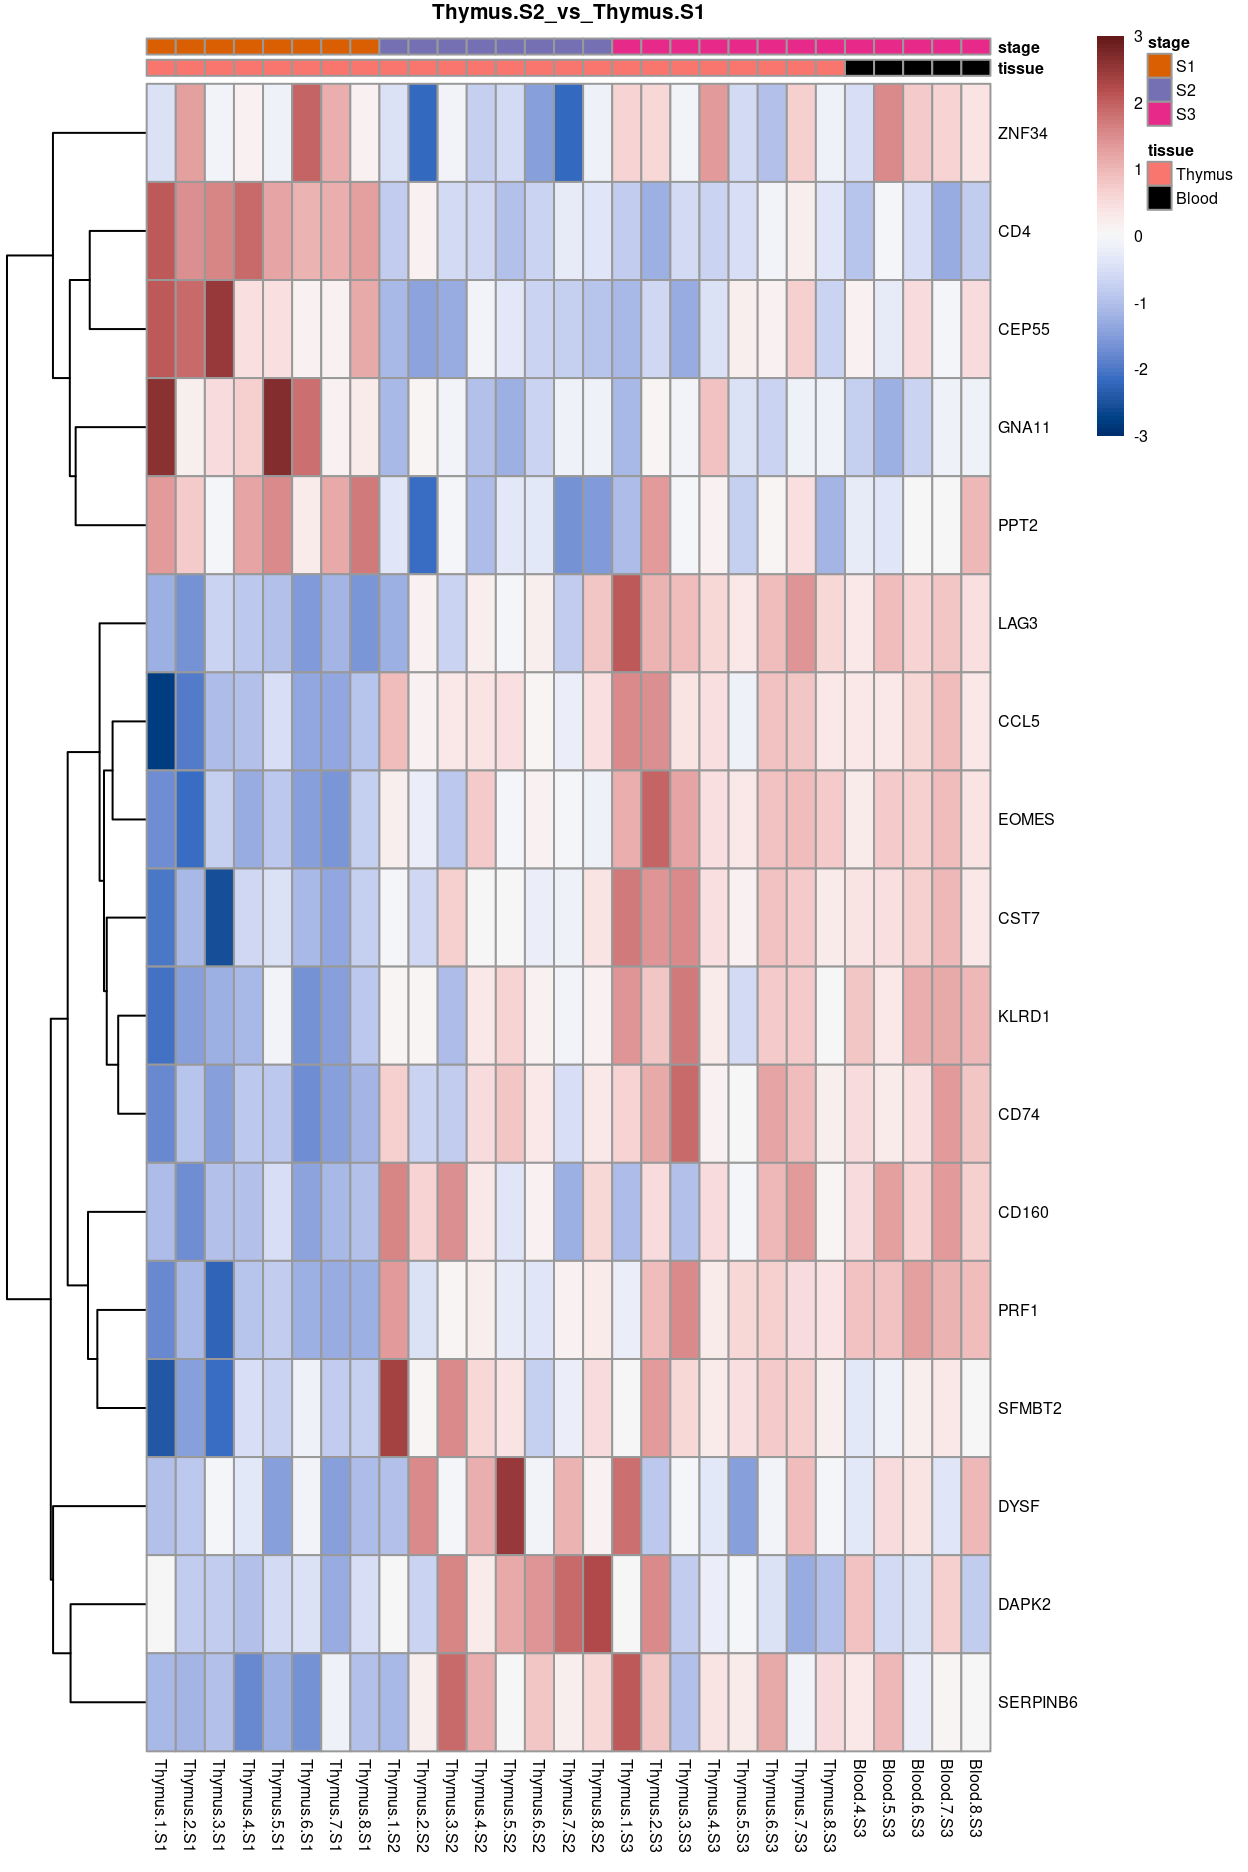 Thymus.S2_vs_Thymus.S1
stage
tissue
ZNF34
CD4
CEP55
GNA11
PPT2
LAG3
CCL5
EOMES
CST7
KLRD1
CD74
CD160
PRF1
SFMBT2
DYSF
DAPK2
SERPINB6
3
2
1
0
-1
-2
-3
stage
S1
S2
S3
tissue
Thymus
Blood
Thymus.1.S1
Thymus.2.S1
Thymus.3.S1
Thymus.4.S1
Thymus.5.S1
Thymus.6.S1
Thymus.7.S1
Thymus.8.S1
Thymus.1.S2
Thymus.2.S2
Thymus.3.S2
Thymus.4.S2
Thymus.5.S2
Thymus.6.S2
Thymus.7.S2
Thymus.8.S2
Thymus.1.S3
Thymus.2.S3
Thymus.3.S3
Thymus.4.S3
Thymus.5.S3
Thymus.6.S3
Thymus.7.S3
Thymus.8.S3
Blood.4.S3
Blood.5.S3
Blood.6.S3
Blood.7.S3
Blood.8.S3